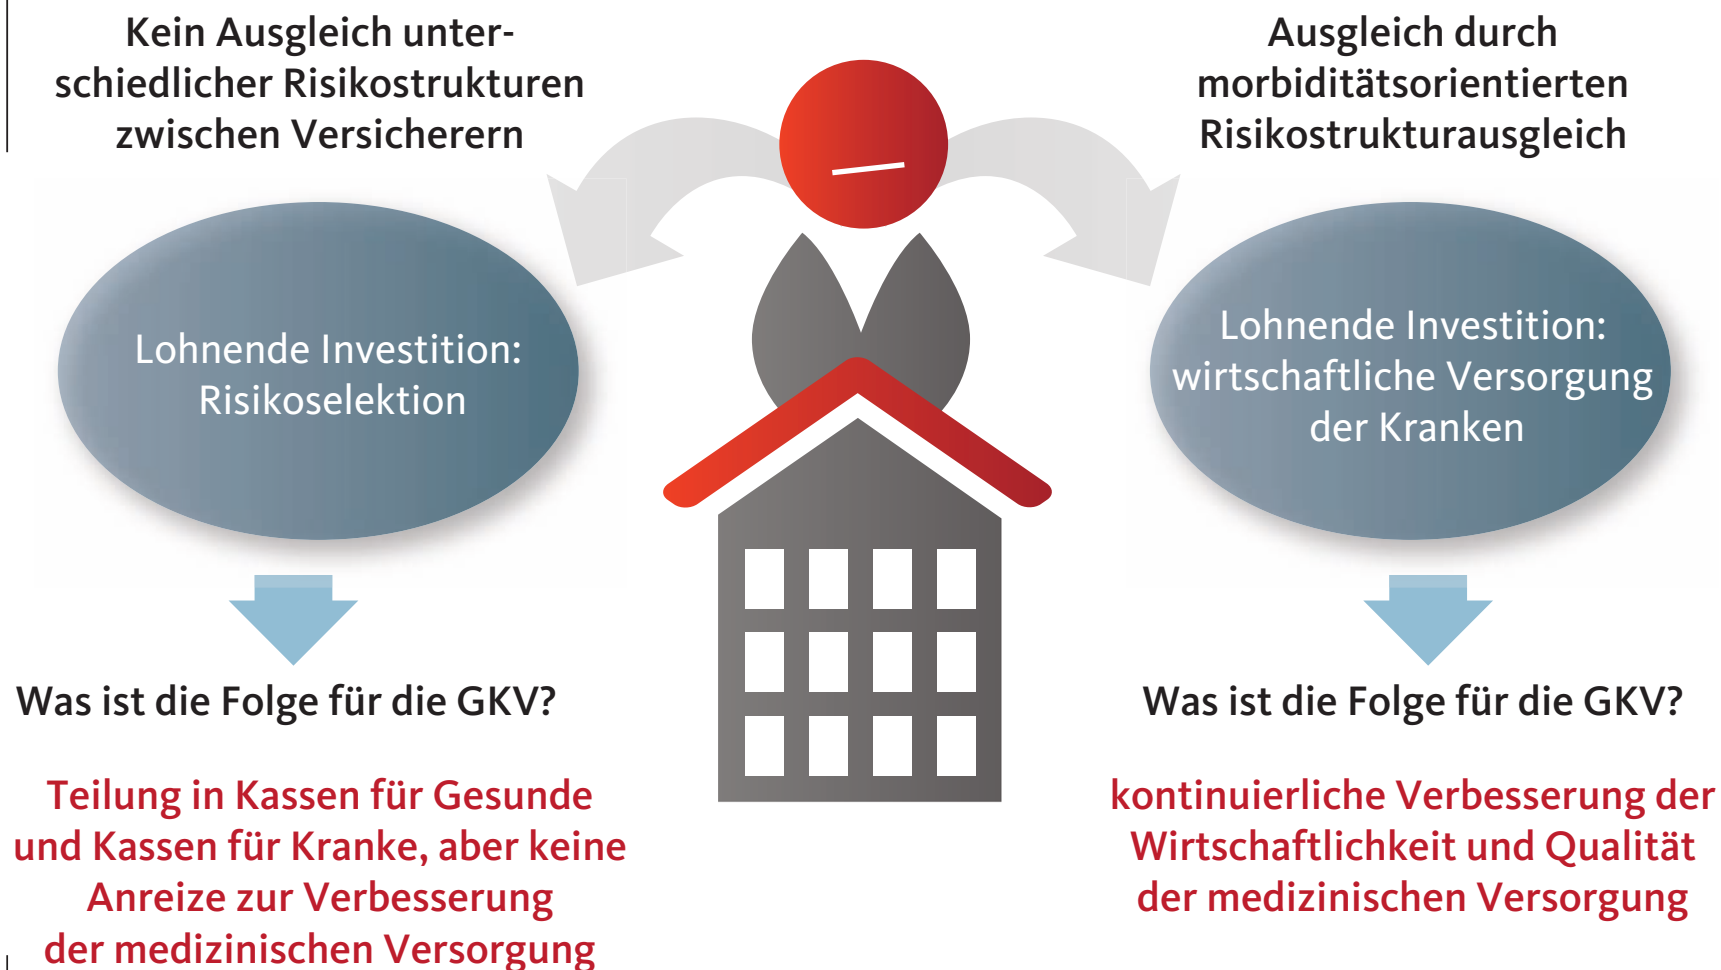 Kein Ausgleich unter-
schiedlicher Risikostrukturen
zwischen Versicherern
Lohnende Investition:
Risikoselektion
Was ist die Folge für die GKV?
Teilung in Kassen für Gesunde
und Kassen für Kranke, aber keine
Anreize zur Verbesserung
der medizinischen Versorgung
Ausgleich durch
morbiditätsorientierten
Risikostrukturausgleich
Lohnende Investition:
wirtschaftliche Versorgung
der Kranken
Was ist die Folge für die GKV?
kontinuierliche Verbesserung der
Wirtschaftlichkeit und Qualität
der medizinischen Versorgung